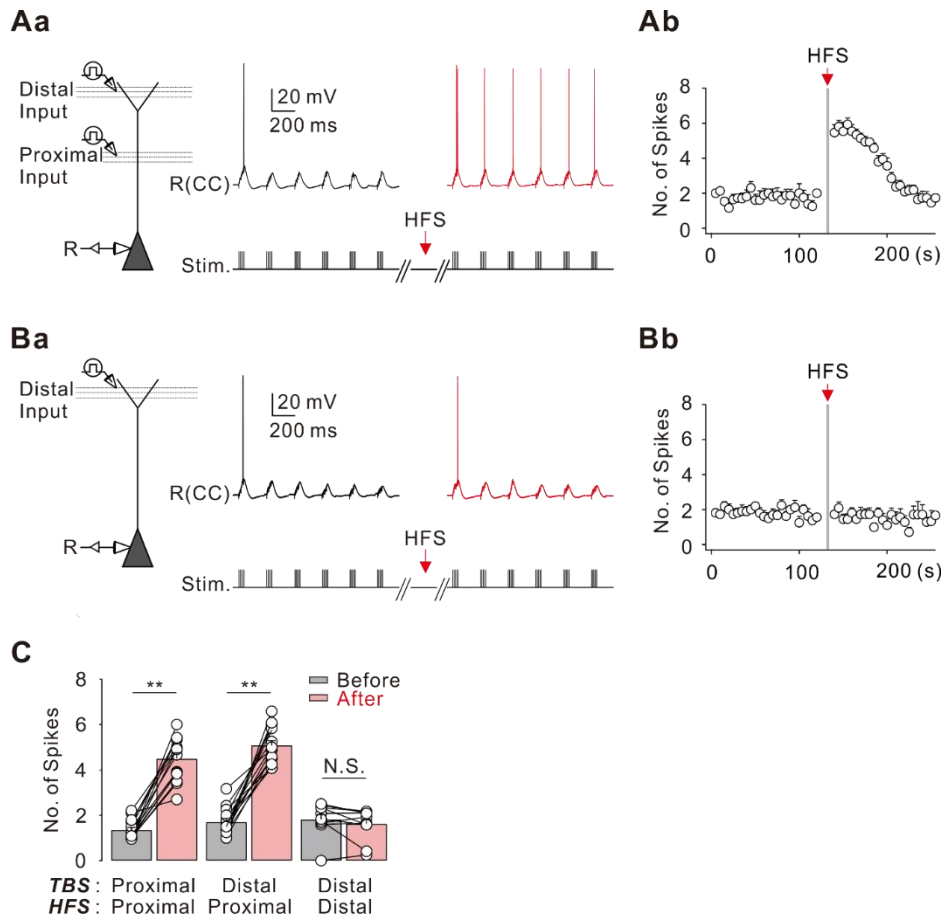 Aa
Ab
Distal
Input
Proximal
Input
R
20 mV
200 ms
R(CC)
HFS
Stim.
HFS
No. of Spikes
8
6
4
2
0
0
100
200 (s)
Ba
Bb
Distal
Input
R
20 mV
200 ms
R(CC)
HFS
Stim.
HFS
No. of Spikes
8
6
4
2
0
0
100
200 (s)
C
No. of Spikes
8
6
4
2
0
Before
After
**
**
N.S.
TBS : Proximal Distal Distal
HFS : Proximal Proximal Distal